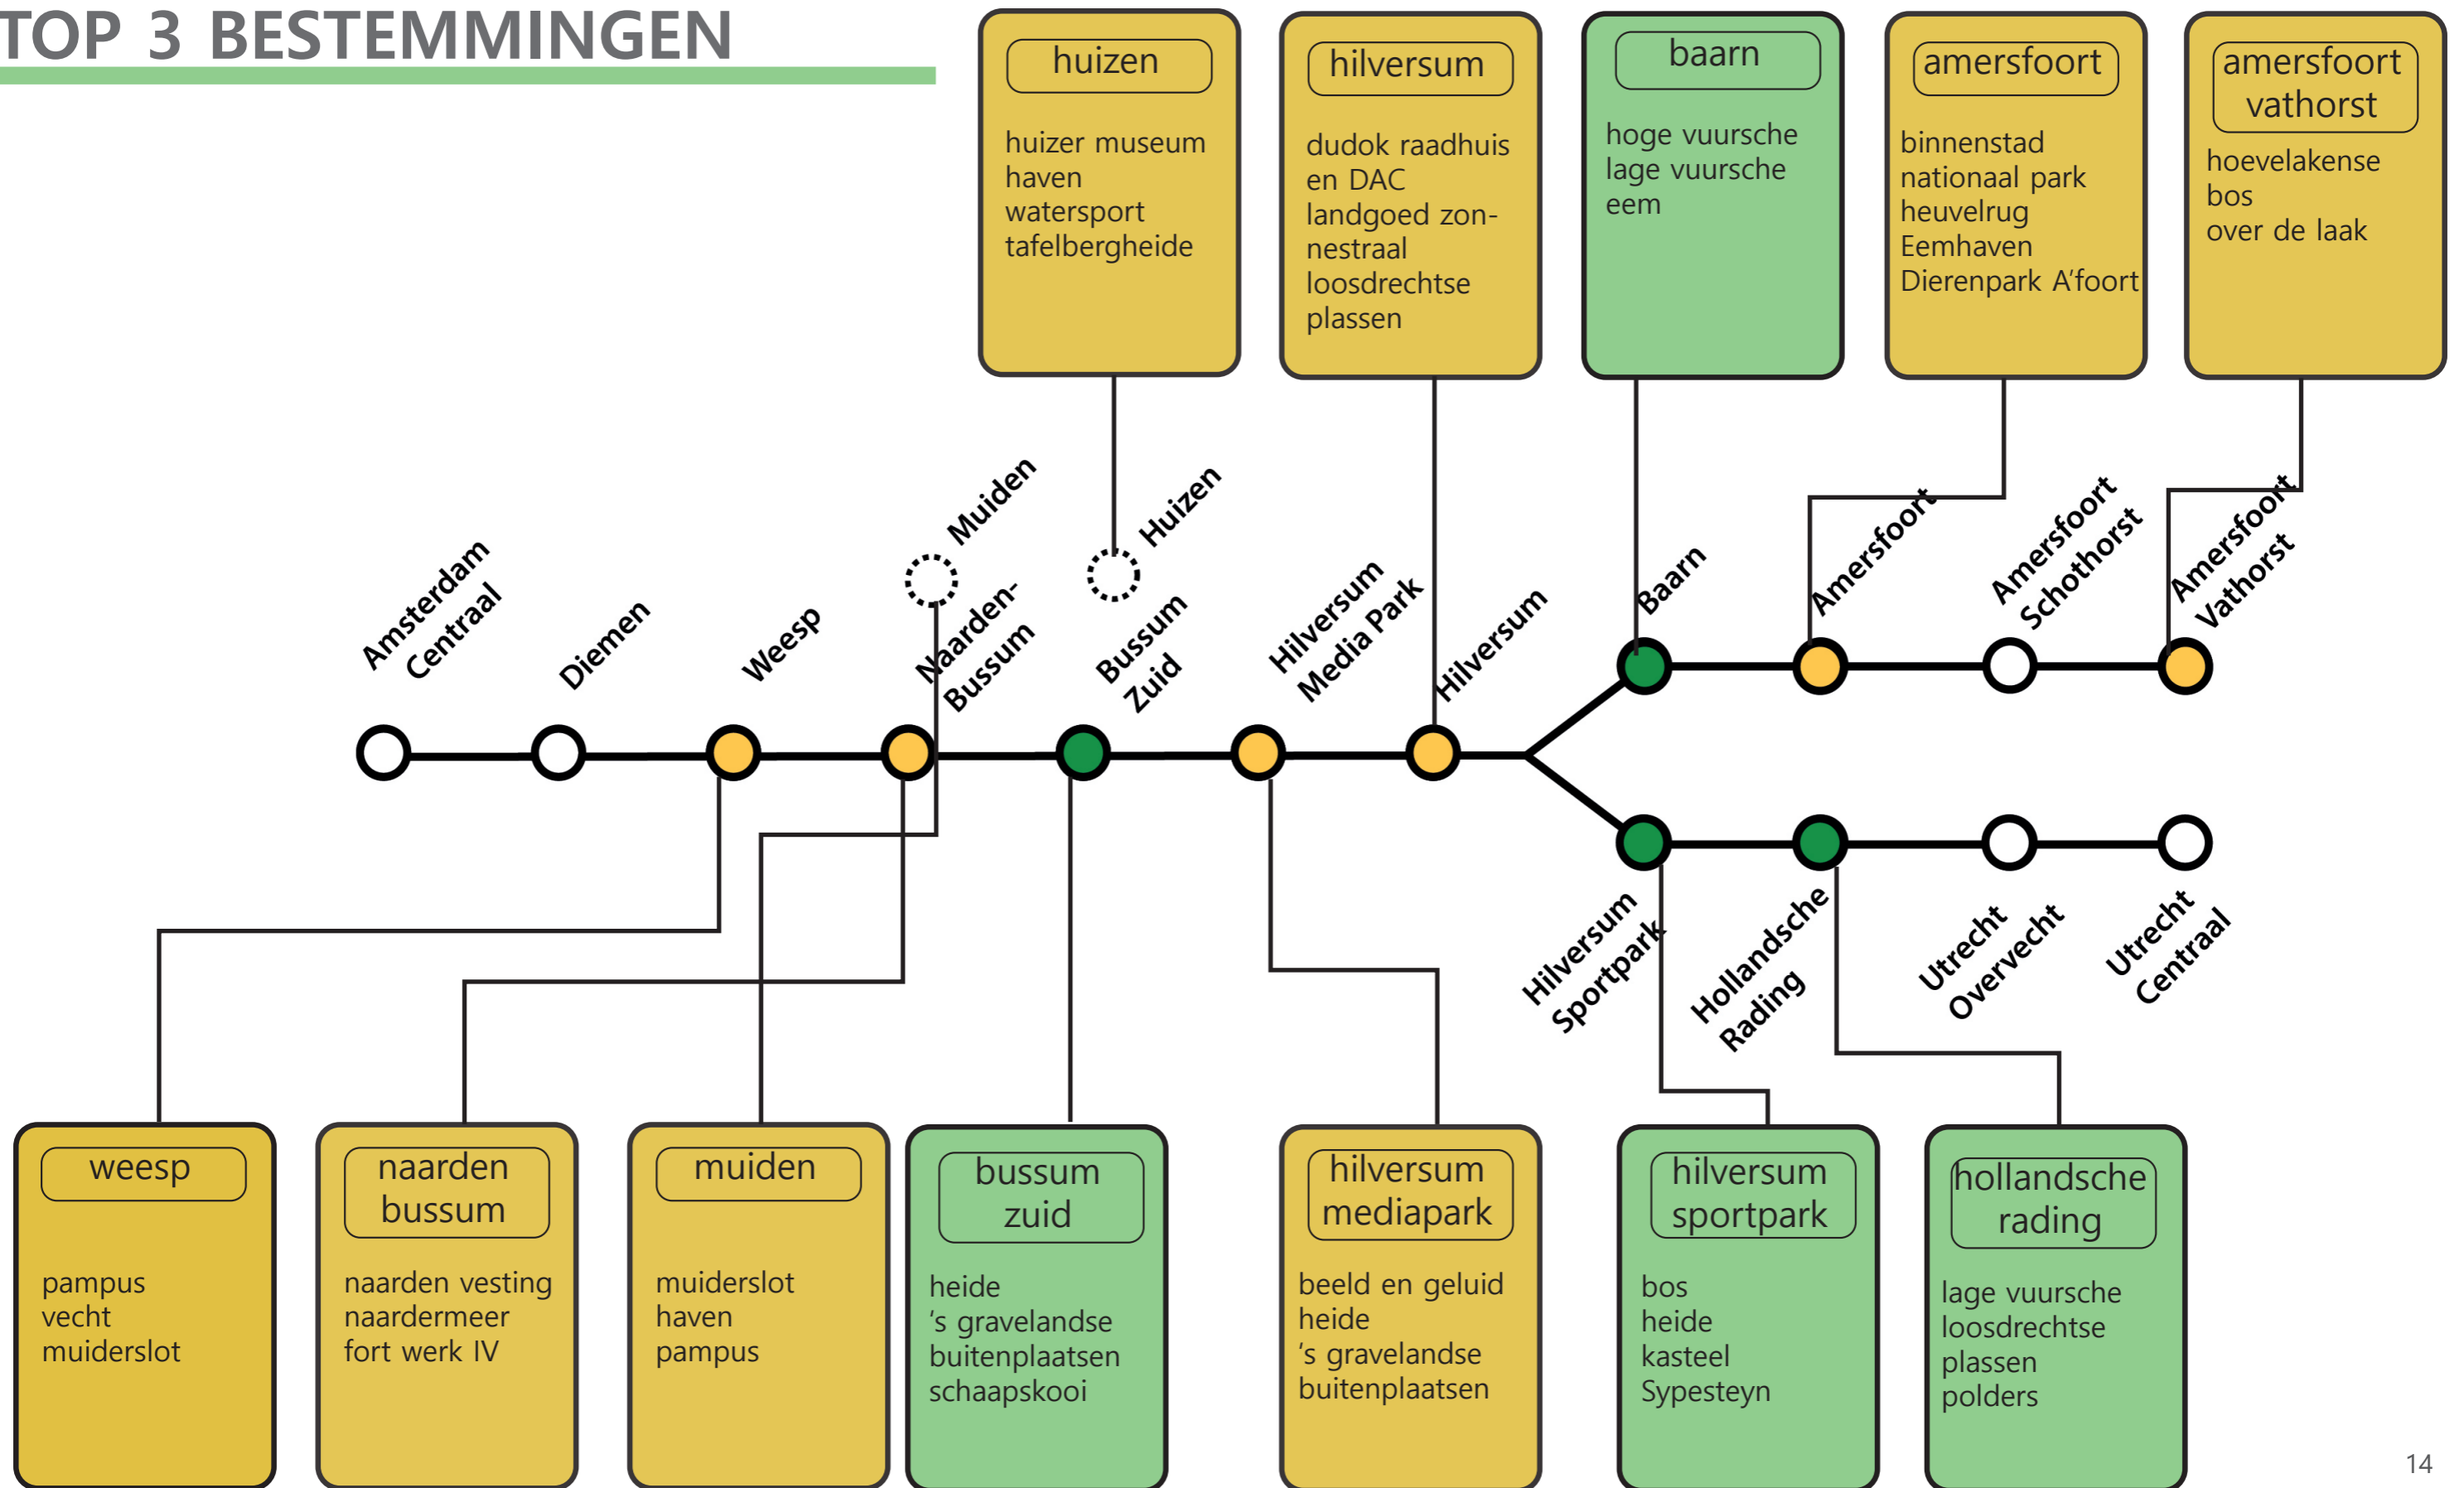 TOP 3 BESTEMMINGEN
huizen
huizer museum
haven
watersport
tafelbergheide
hilversum
dudok raadhuis
en DAC
landgoed zon-
nestraal
loosdrechtse
plassen
baarn
hoge vuursche
lage vuursche
eem
amersfoort
binnenstad
nationaal park
heuvelrug
Eemhaven
Dierenpark A'foort
amersfoort
vathorst
hoevelakense
bos
over de laak
Amsterdam
Centraal
Diemen
Weesp
Muiden
Naarden-
Bussum
Huizen
Bussum
Zuid
Hilversum
Media Park
Hilversum
Baarn
Amersfoort
Amersfoort
Schothorst
Amersfoort
Vathorst
Hilversum
Sportpark
Hollandsche
Rading
Utrecht
Overvecht
Utrecht
Centraal
weesp
pampus
vecht
muiderslot
naarden
bussum
naarden vesting
naardermeer
fort werk IV
muiden
muiderslot
haven
pampus
bussum
zuid
heide
‘s gravelandse
buitenplaatsen
schaapskooi
hilversum
mediapark
beeld en geluid
heide
‘s gravelandse
buitenplaatsen
hilversum
sportpark
bos
heide
kasteel
Sypesteyn
hollandsche
rading
lage vuursche
loosdrechtse
plassen
polders
14